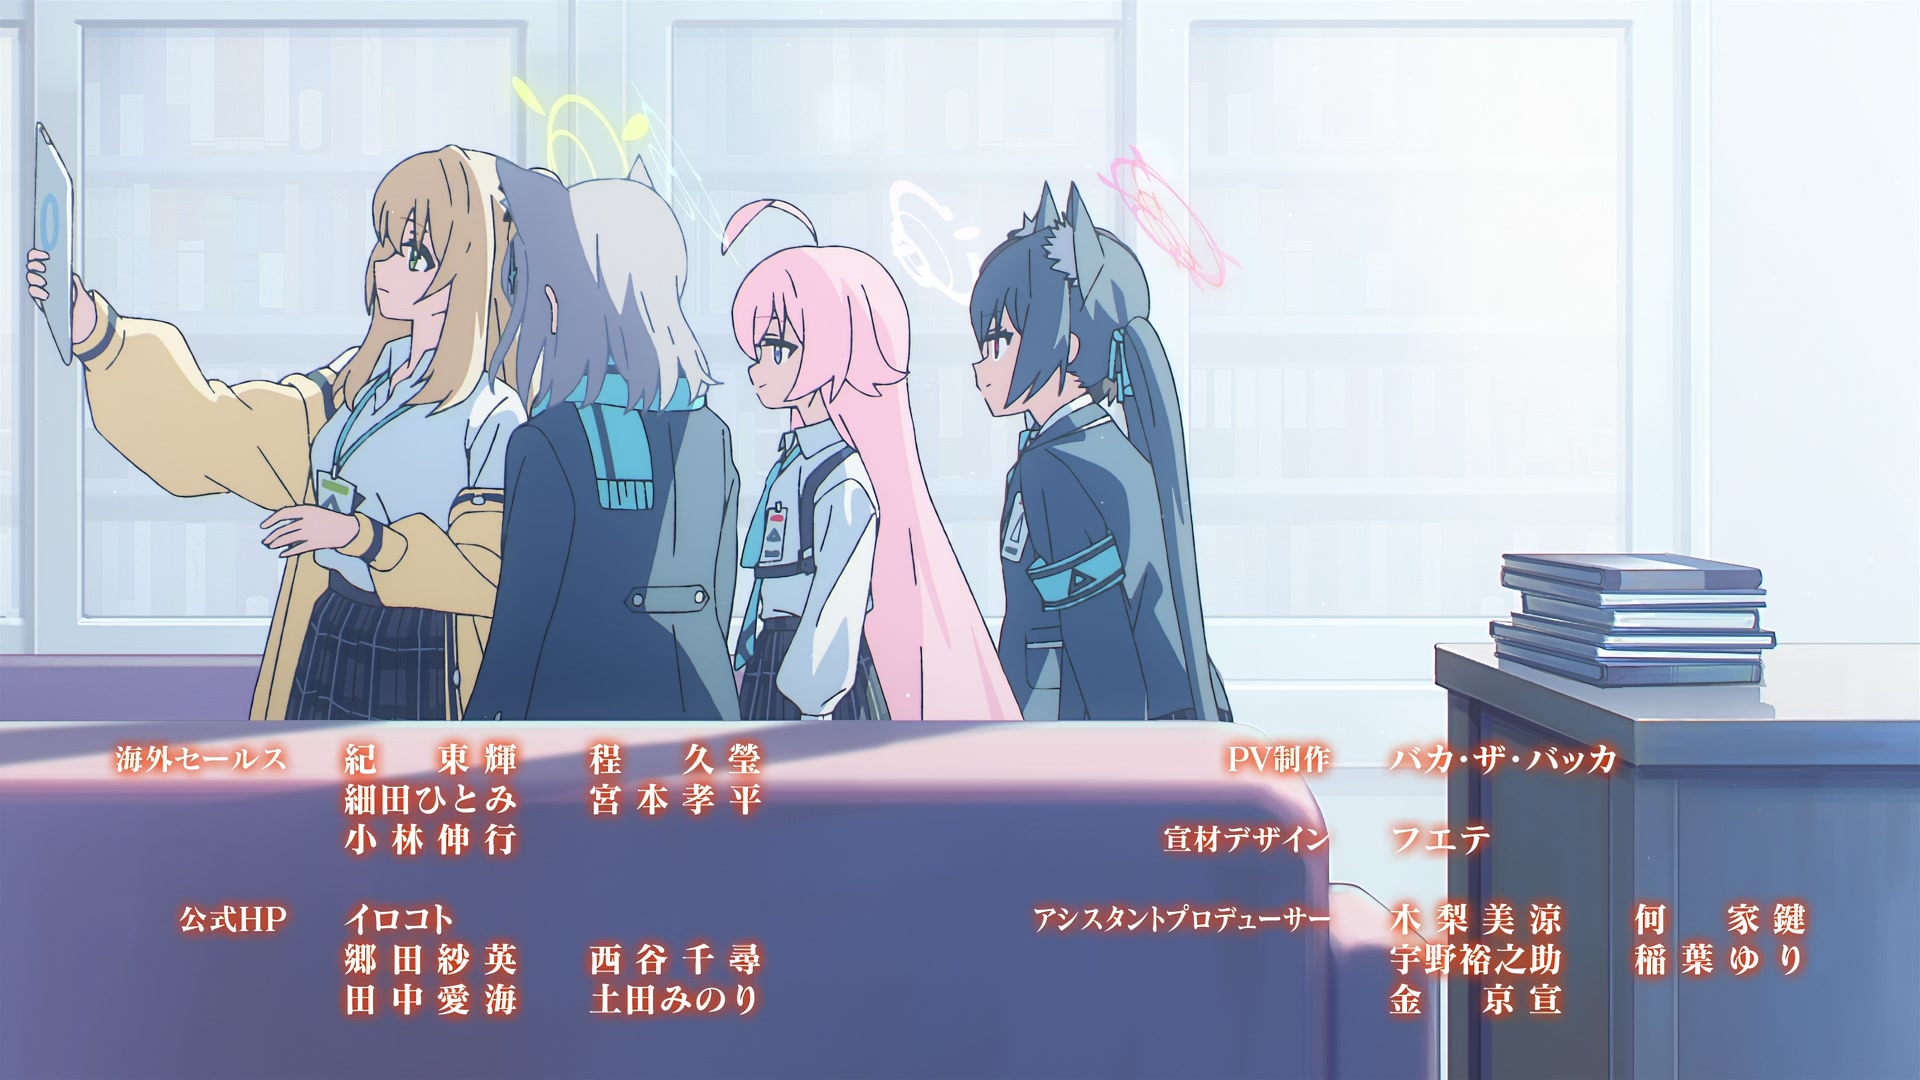 海外セールス 紀東輝 程久瑩
細田ひとみ 宮本孝平
小林伸行
公式HP イロコト
郷田紗英 西谷千尋
田中愛海 土田みのり
PV制作 バカ・ザ・バッカ
宣材デザイン フエテ
アシスタントプロデューサー 木梨美涼 何家鍵
宇野裕之助 稲葉ゆり
金京宣